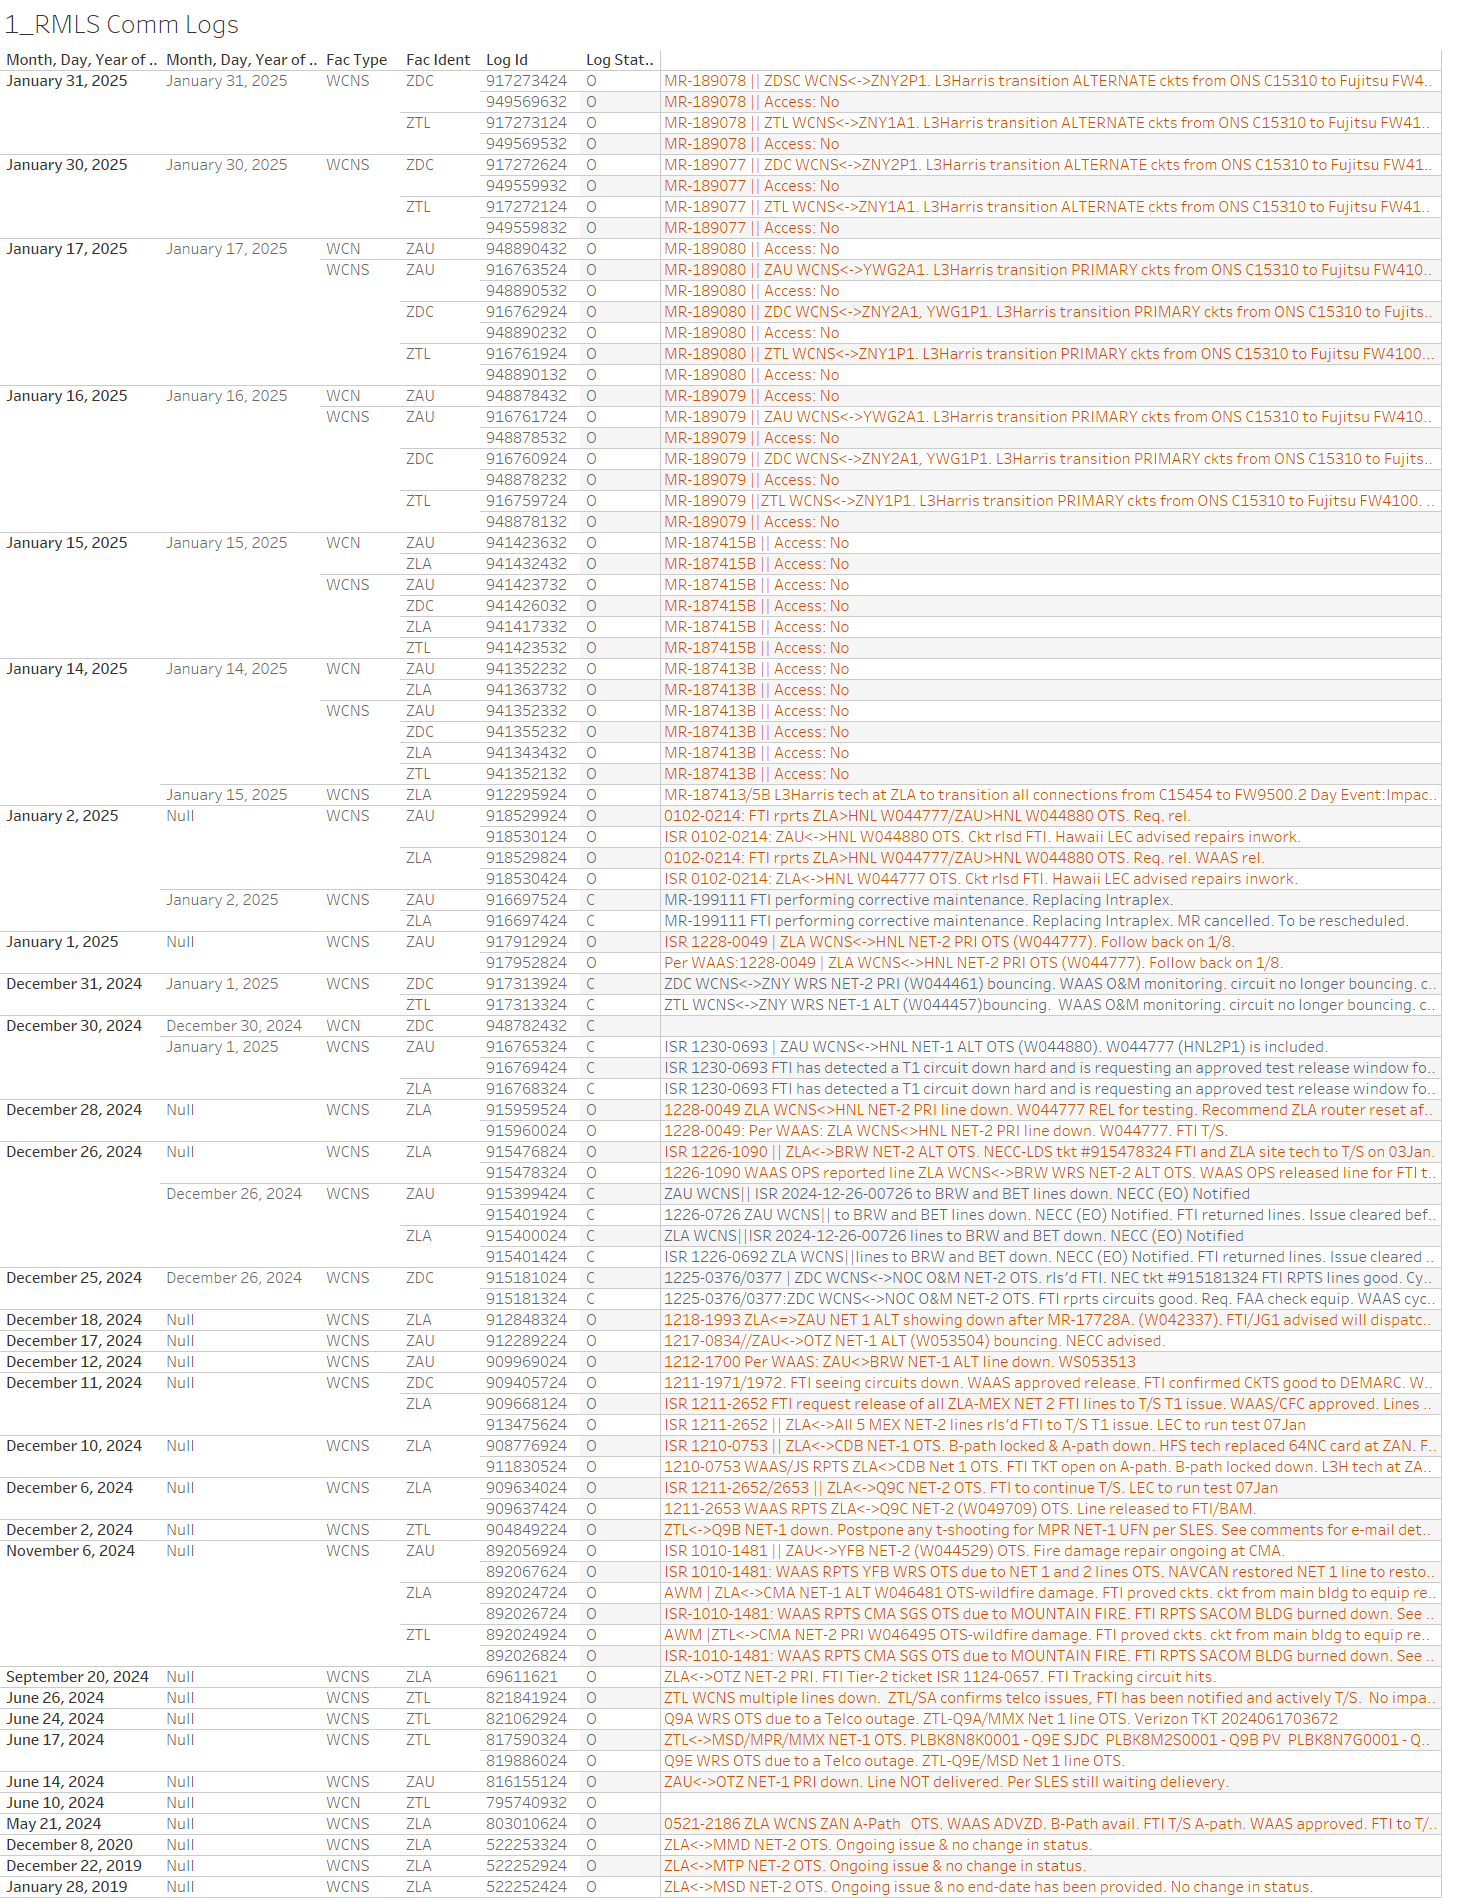 1_RMLS Comm Logs
Month, Day, Year of .. Month, Day, Year of .. Fac Type Fac Ident Log Id Log Stat..
January 31, 2025 January 31, 2025 WCNS ZDC 917273424 O MR-189078 || ZDSC WCNS<->ZNY2P1. L3Harris transition ALTERNATE ckts from ONS C15310 to Fujitsu FW4..
949569632 O MR-189078 || Access: No
ZTL 917273124 O MR-189078 || ZTL WCNS<->ZNY1A1. L3Harris transition ALTERNATE ckts from ONS C15310 to Fujitsu FW41..
949569532 O MR-189078 || Access: No
January 30, 2025 January 30, 2025 WCNS ZDC 917272624 O MR-189077 || ZDC WCNS<->ZNY2P1. L3Harris transition ALTERNATE ckts from ONS C15310 to Fujitsu FW41..
949559932 O MR-189077 || Access: No
ZTL 917272124 O MR-189077 || ZTL WCNS<->ZNY1A1. L3Harris transition ALTERNATE ckts from ONS C15310 to Fujitsu FW41..
949559832 O MR-189077 || Access: No
January 17, 2025 January 17, 2025 WCN ZAU 948890432 O MR-189080 || Access: No
WCNS ZAU 916763524 O MR-189080 || ZAU WCNS<->YWG2A1. L3Harris transition PRIMARY ckts from ONS C15310 to Fujitsu FW410..
948890532 O MR-189080 || Access: No
ZDC 916762924 O MR-189080 || ZDC WCNS<->ZNY2A1, YWG1P1. L3Harris transition PRIMARY ckts from ONS C15310 to Fujits..
948890232 O MR-189080 || Access: No
ZTL 916761924 O MR-189080 || ZTL WCNS<->ZNY1P1. L3Harris transition PRIMARY ckts from ONS C15310 to Fujitsu FW4100...
948890132 O MR-189080 || Access: No
January 16, 2025 January 16, 2025 WCN ZAU 948878432 O MR-189079 || Access: No
WCNS ZAU 916761724 O MR-189079 || ZAU WCNS<->YWG2A1. L3Harris transition PRIMARY ckts from ONS C15310 to Fujitsu FW410..
948878532 O MR-189079 || Access: No
ZDC 916760924 O MR-189079 || ZDC WCNS<->ZNY2A1, YWG1P1. L3Harris transition PRIMARY ckts from ONS C15310 to Fujits..
948878232 O MR-189079 || Access: No
ZTL 916759724 O MR-189079 ||ZTL WCNS<->ZNY1P1. L3Harris transition PRIMARY ckts from ONS C15310 to Fujitsu FW4100. ..
948878132 O MR-189079 || Access: No
January 15, 2025 January 15, 2025 WCN ZAU 941423632 O MR-187415B || Access: No
ZLA 941432432 O MR-187415B || Access: No
WCNS ZAU 941423732 O MR-187415B || Access: No
ZDC 941426032 O MR-187415B || Access: No
ZLA 941417332 O MR-187415B || Access: No
ZTL 941423532 O MR-187415B || Access: No
January 14, 2025 January 14, 2025 WCN ZAU 941352232 O MR-187413B || Access: No
ZLA 941363732 O MR-187413B || Access: No
WCNS ZAU 941352332 O MR-187413B || Access: No
ZDC 941355232 O MR-187413B || Access: No
ZLA 941343432 O MR-187413B || Access: No
ZTL 941352132 O MR-187413B || Access: No
January 15, 2025 WCNS ZLA 912295924 O MR-187413/5B L3Harris tech at ZLA to transition all connections from C15454 to FW9500.2 Day Event:Impac..
January 2, 2025 Null WCNS ZAU 918529924 O 0102-0214: FTI rprts ZLA>HNL W044777/ZAU>HNL W044880 OTS. Req. rel.
918530124 O ISR 0102-0214: ZAU<->HNL W044880 OTS. Ckt rlsd FTI. Hawaii LEC advised repairs inwork.
ZLA 918529824 O 0102-0214: FTI rprts ZLA>HNL W044777/ZAU>HNL W044880 OTS. Req. rel. WAAS rel.
918530424 O ISR 0102-0214: ZLA<->HNL W044777 OTS. Ckt rlsd FTI. Hawaii LEC advised repairs inwork.
January 2, 2025 WCNS ZAU 916697524 C MR-199111 FTI performing corrective maintenance. Replacing Intraplex.
ZLA 916697424 C MR-199111 FTI performing corrective maintenance. Replacing Intraplex. MR cancelled. To be rescheduled.
January 1, 2025 Null WCNS ZAU 917912924 O ISR 1228-0049 | ZLA WCNS<->HNL NET-2 PRI OTS (W044777). Follow back on 1/8.
917952824 O Per WAAS:1228-0049 | ZLA WCNS<->HNL NET-2 PRI OTS (W044777). Follow back on 1/8.
December 31, 2024 January 1, 2025 WCNS ZDC 917313924 C ZDC WCNS<->ZNY WRS NET-2 PRI (W044461) bouncing. WAAS O&M monitoring. circuit no longer bouncing. c..
ZTL 917313324 C ZTL WCNS<->ZNY WRS NET-1 ALT (W044457)bouncing. WAAS O&M monitoring. circuit no longer bouncing. c..
December 30, 2024 December 30, 2024 WCN ZDC 948782432 C
January 1, 2025 WCNS ZAU 916765324 C ISR 1230-0693 | ZAU WCNS<->HNL NET-1 ALT OTS (W044880). W044777 (HNL2P1) is included.
916769424 C ISR 1230-0693 FTI has detected a T1 circuit down hard and is requesting an approved test release window fo..
ZLA 916768324 C ISR 1230-0693 FTI has detected a T1 circuit down hard and is requesting an approved test release window fo..
December 28, 2024 Null WCNS ZLA 915959524 O 1228-0049 ZLA WCNS<>HNL NET-2 PRI line down. W044777 REL for testing. Recommend ZLA router reset af..
915960024 O 1228-0049: Per WAAS: ZLA WCNS<>HNL NET-2 PRI line down. W044777. FTI T/S.
December 26, 2024 Null WCNS ZLA 915476824 O ISR 1226-1090 || ZLA<->BRW NET-2 ALT OTS. NECC-LDS tkt #915478324 FTI and ZLA site tech to T/S on 03Jan.
915478324 O 1226-1090 WAAS OPS reported line ZLA WCNS<->BRW WRS NET-2 ALT OTS. WAAS OPS released line for FTI t..
December 26, 2024 WCNS ZAU 915399424 C ZAU WCNS|| ISR 2024-12-26-00726 to BRW and BET lines down. NECC (EO) Notified
915401924 C 1226-0726 ZAU WCNS|| to BRW and BET lines down. NECC (EO) Notified. FTI returned lines. Issue cleared bef..
ZLA 915400024 C ZLA WCNS||ISR 2024-12-26-00726 lines to BRW and BET down. NECC (EO) Notified
915401424 C ISR 1226-0692 ZLA WCNS||lines to BRW and BET down. NECC (EO) Notified. FTI returned lines. Issue cleared ..
December 25, 2024 December 26, 2024 WCNS ZDC 915181024 C 1225-0376/0377 | ZDC WCNS<->NOC O&M NET-2 OTS. rls'd FTI. NEC tkt #915181324 FTI RPTS lines good. Cy..
915181324 C 1225-0376/0377:ZDC WCNS<->NOC O&M NET-2 OTS. FTI rprts circuits good. Req. FAA check equip. WAAS cyc..
December 18, 2024 Null WCNS ZLA 912848324 O 1218-1993 ZLA<=>ZAU NET 1 ALT showing down after MR-17728A. (W042337). FTI/JG1 advised will dispatc..
December 17, 2024 Null WCNS ZAU 912289224 O 1217-0834//ZAU<->OTZ NET-1 ALT (W053504) bouncing. NECC advised.
December 12, 2024 Null WCNS ZAU 909969024 O 1212-1700 Per WAAS: ZAU<>BRW NET-1 ALT line down. WS053513
December 11, 2024 Null WCNS ZDC 909405724 O 1211-1971/1972. FTI seeing circuits down. WAAS approved release. FTI confirmed CKTS good to DEMARC. W..
ZLA 909668124 O ISR 1211-2652 FTI request release of all ZLA-MEX NET 2 FTI lines to T/S T1 issue. WAAS/CFC approved. Lines ..
913475624 O ISR 1211-2652 || ZLA<->All 5 MEX NET-2 lines rls'd FTI to T/S T1 issue. LEC to run test 07Jan
December 10, 2024 Null WCNS ZLA 908776924 O ISR 1210-0753 || ZLA<->CDB NET-1 OTS. B-path locked & A-path down. HFS tech replaced 64NC card at ZAN. F..
911830524 O 1210-0753 WAAS/JS RPTS ZLA<>CDB Net 1 OTS. FTI TKT open on A-path. B-path locked down. L3H tech at ZA..
December 6, 2024 Null WCNS ZLA 909634024 O ISR 1211-2652/2653 || ZLA<->Q9C NET-2 OTS. FTI to continue T/S. LEC to run test 07Jan
909637424 O 1211-2653 WAAS RPTS ZLA<->Q9C NET-2 (W049709) OTS. Line released to FTI/BAM.
December 2, 2024 Null WCNS ZTL 904849224 O ZTL<->Q9B NET-1 down. Postpone any t-shooting for MPR NET-1 UFN per SLES. See comments for e-mail det..
November 6, 2024 Null WCNS ZAU 892056924 O ISR 1010-1481 || ZAU<->YFB NET-2 (W044529) OTS. Fire damage repair ongoing at CMA.
892067624 O ISR 1010-1481: WAAS RPTS YFB WRS OTS due to NET 1 and 2 lines OTS. NAVCAN restored NET 1 line to resto..
ZLA 892024724 O AWM | ZLA<->CMA NET-1 ALT W046481 OTS-wildfire damage. FTI proved ckts. ckt from main bldg to equip re..
892026724 O ISR-1010-1481: WAAS RPTS CMA SGS OTS due to MOUNTAIN FIRE. FTI RPTS SACOM BLDG burned down. See ..
ZTL 892024924 O AWM |ZTL<->CMA NET-2 PRI W046495 OTS-wildfire damage. FTI proved ckts. ckt from main bldg to equip re..
892026824 O ISR-1010-1481: WAAS RPTS CMA SGS OTS due to MOUNTAIN FIRE. FTI RPTS SACOM BLDG burned down. See ..
September 20, 2024 Null WCNS ZLA 69611621 O ZLA<->OTZ NET-2 PRI. FTI Tier-2 ticket ISR 1124-0657. FTI Tracking circuit hits.
June 26, 2024 Null WCNS ZTL 821841924 O ZTL WCNS multiple lines down. ZTL/SA confirms telco issues, FTI has been notified and actively T/S. No impa..
June 24, 2024 Null WCNS ZTL 821062924 O Q9A WRS OTS due to a Telco outage. ZTL-Q9A/MMX Net 1 line OTS. Verizon TKT 2024061703672
June 17, 2024 Null WCNS ZTL 817590324 O ZTL<->MSD/MPR/MMX NET-1 OTS. PLBK8N8K0001 - Q9E SJDC PLBK8M2S0001 - Q9B PV PLBK8N7G0001 - Q..
819886024 O Q9E WRS OTS due to a Telco outage. ZTL-Q9E/MSD Net 1 line OTS.
June 14, 2024 Null WCNS ZAU 816155124 O ZAU<->OTZ NET-1 PRI down. Line NOT delivered. Per SLES still waiting delievery.
June 10, 2024 Null WCN ZTL 795740932 O
May 21, 2024 Null WCNS ZLA 803010624 O 0521-2186 ZLA WCNS ZAN A-Path OTS. WAAS ADVZD. B-Path avail. FTI T/S A-path. WAAS approved. FTI to T/..
December 8, 2020 Null WCNS ZLA 522253324 O ZLA<->MMD NET-2 OTS. Ongoing issue & no change in status.
December 22, 2019 Null WCNS ZLA 522252924 O ZLA<->MTP NET-2 OTS. Ongoing issue & no change in status.
January 28, 2019 Null WCNS ZLA 522252424 O ZLA<->MSD NET-2 OTS. Ongoing issue & no end-date has been provided. No change in status.